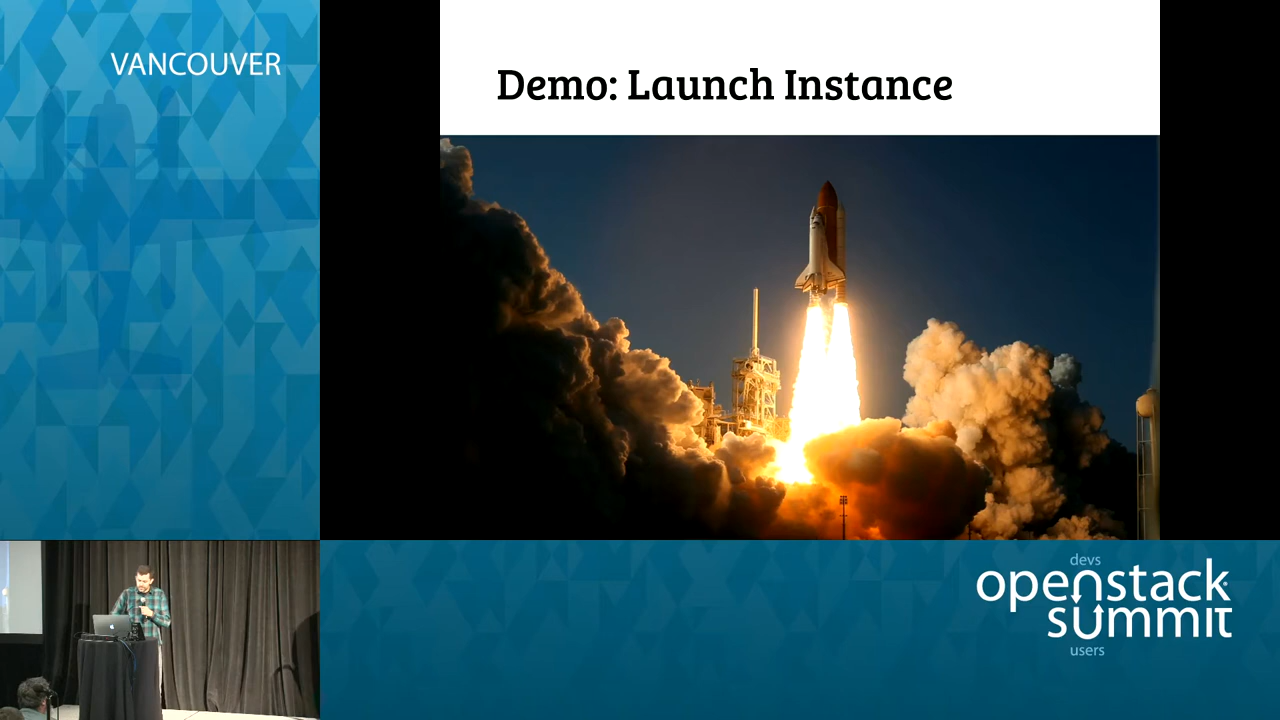 VANCOUVER
Demo: Launch Instance
devs
openstack
summit
users